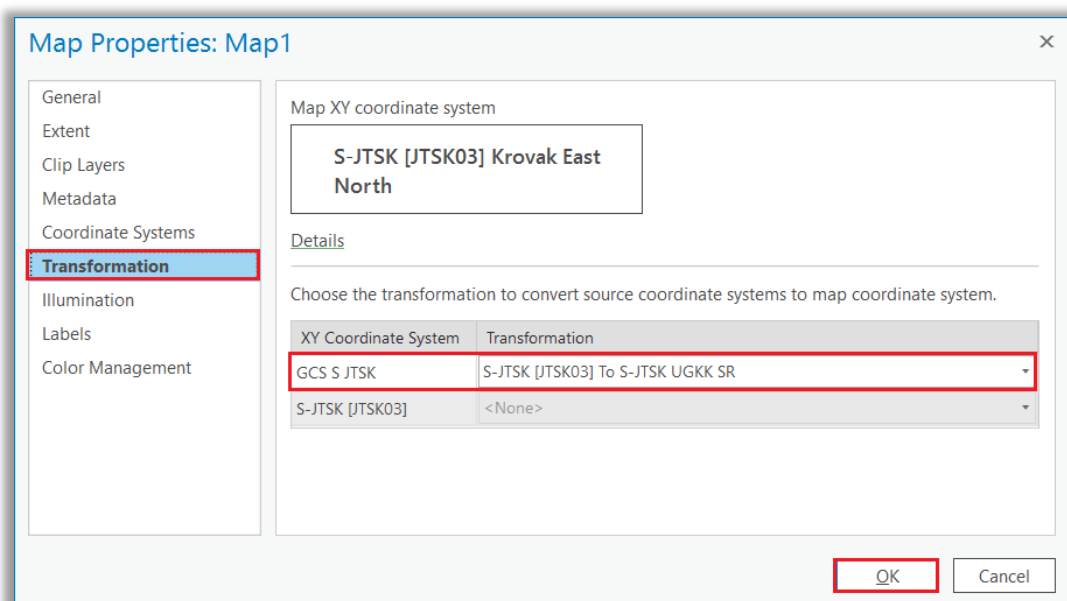 Map Properties: Map1
General
Extent
Clip Layers
Metadata
Coordinate Systems
Transformation
Illumination
Labels
Color Management
Map XY coordinate system
S-JTSK [JTSK03] Krovak East
North
Details
Choose the transformation to convert source coordinate systems to map coordinate system.
XY Coordinate System Transformation
GCS S JTSK S-JTSK [JTSK03] To S-JTSK UGKK SR
S-JTSK [JTSK03] <None>
OK Cancel